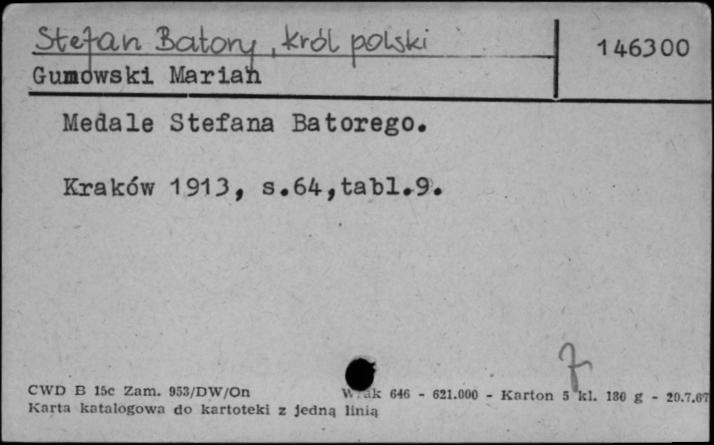 Stefan Batory, król polski
146300
Gumowski Marian
Medale Stefana Batorego.
Kraków 1913, s.64,tabl.9.
7
CWD B 15c Zam. 953/DW/On 646 - 621.000 - Karton 5 kl. 180 g - 20.7.67
Karta katalogowa do kartoteki z jedną linią